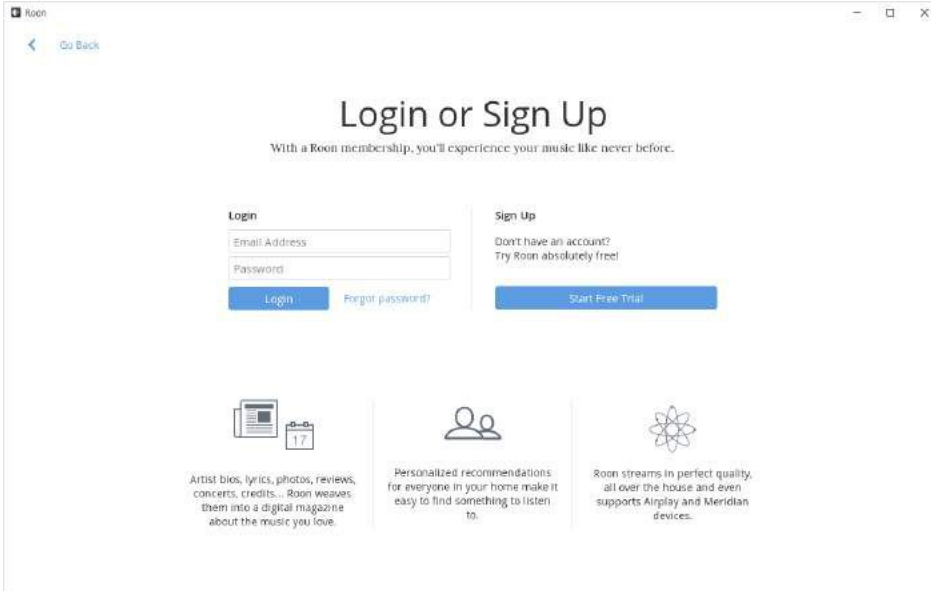 Roon
Go Back
Login or Sign Up
With a Roon membership, you'll experience your music like never before.
Login
Email Address
Password
Login
Forgot password?
Sign Up
Don't have an account?
Try Roon absolutely free!
Start Free Trial
17
Artist bios, lyrics, photos, reviews,
concerts, credits... Roon weaves
them into a digital magazine
about the music you love.
Personalized recommendations
for everyone in your home make it
easy to find something to listen
to.
Roon streams in perfect quality,
all over the house and even
supports Airplay and Meridian
devices.